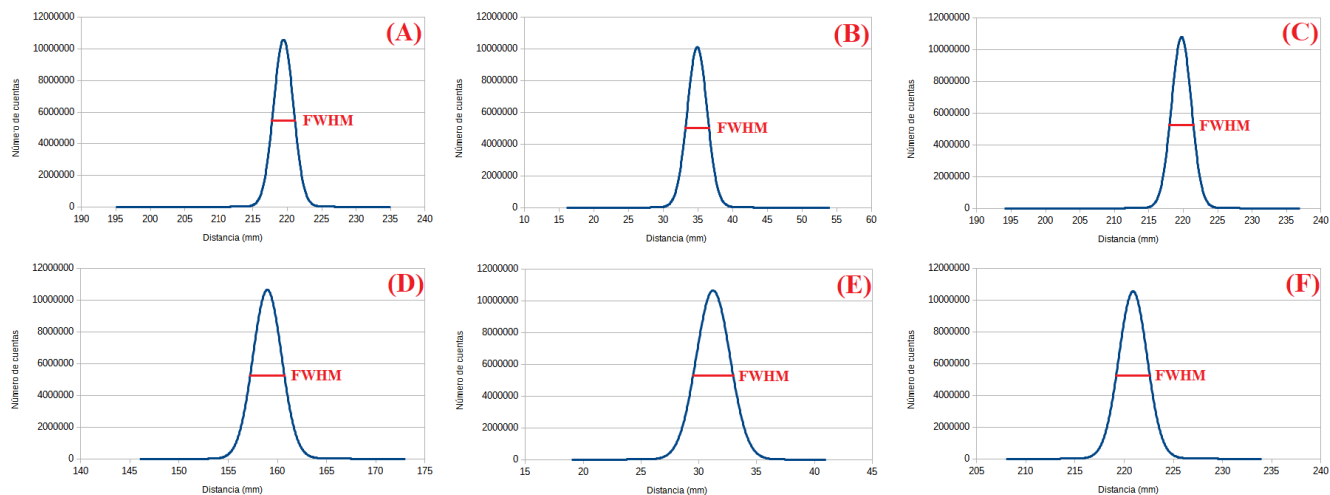 (A)
12000000
10000000
8000000
6000000
4000000
2000000
0
Número de cuentas
FWHM
190 195 200 205 210 215 220 225 230 235 240
Distancia (mm)
(B)
12000000
10000000
8000000
6000000
4000000
2000000
0
Número de cuentas
FWHM
10 15 20 25 30 35 40 45 50 55 60
Distancia (mm)
(C)
12000000
10000000
8000000
6000000
4000000
2000000
0
Número de cuentas
FWHM
190 195 200 205 210 215 220 225 230 235 240
Distancia (mm)
(D)
12000000
10000000
8000000
6000000
4000000
2000000
0
Número de cuentas
FWHM
140 145 150 155 160 165 170 175
Distancia (mm)
(E)
12000000
10000000
8000000
6000000
4000000
2000000
0
Número de cuentas
FWHM
15 20 25 30 35 40 45
Distancia (mm)
(F)
12000000
10000000
8000000
6000000
4000000
2000000
0
Número de cuentas
FWHM
205 210 215 220 225 230 235 240
Distancia (mm)